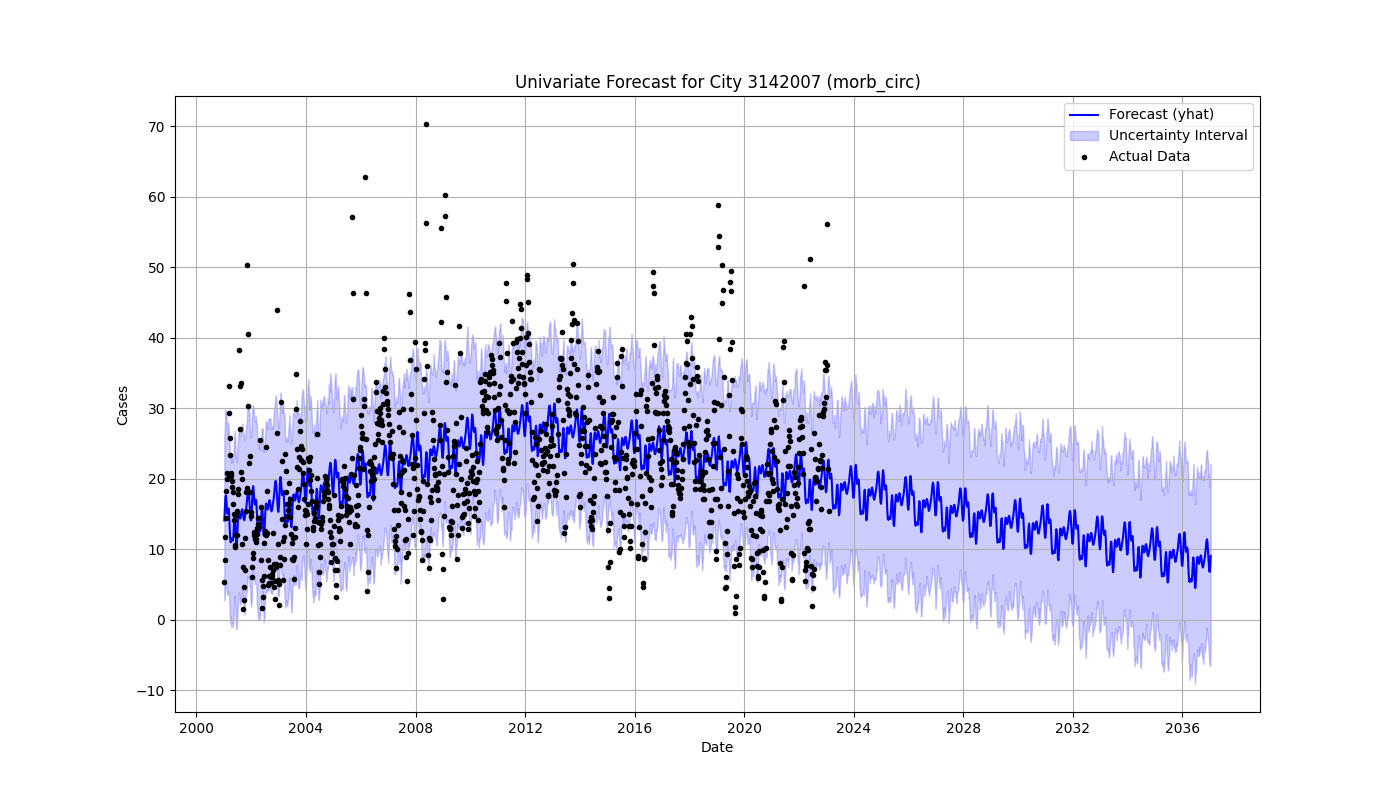 Univariate Forecast for City 3142007 (morb_circ)
Forecast (yhat)
Uncertainty Interval
Actual Data
Cases
70
60
50
40
30
20
10
0
−10
2000 2004 2008 2012 2016 2020 2024 2028 2032 2036
Date